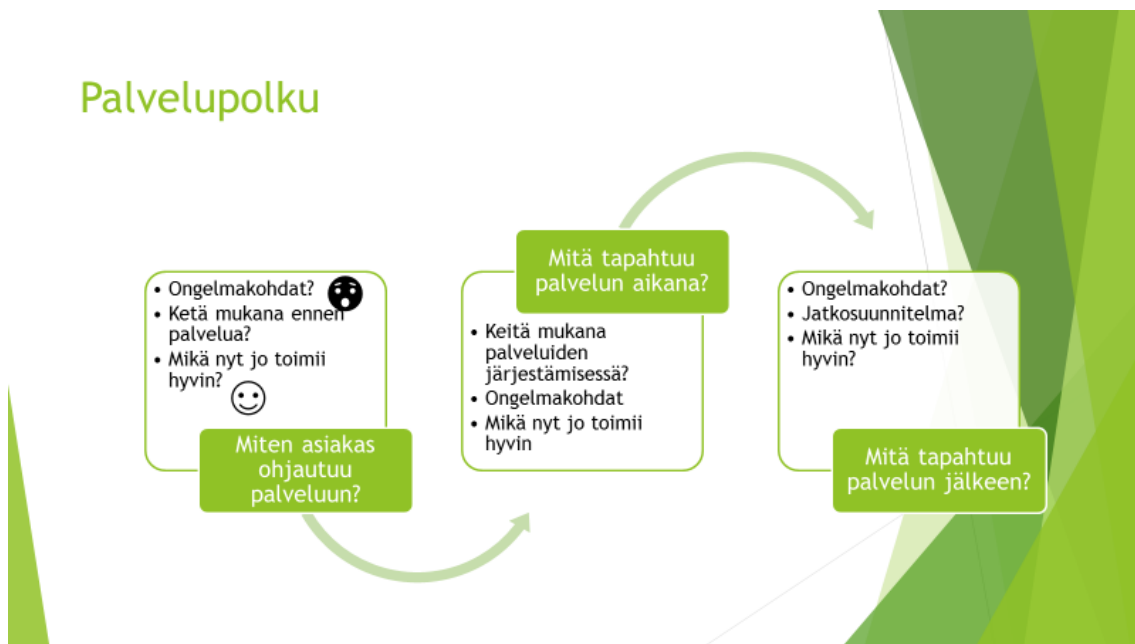 Palvelupolku
• Ongelmakohdat?
• Ketä mukana ennen
palvelua?
• Mikä nyt jo toimii
hyvin?
Miten asiakas
ohjautuu
palveluun?
Mitä tapahtuu
palvelun aikana?
• Keitä mukana
palveluiden
järjestämisessä?
• Ongelmakohdat
• Mikä nyt jo toimii
hyvin
• Ongelmakohdat?
• Jatkosuunnitelma?
• Mikä nyt jo toimii
hyvin?
Mitä tapahtuu
palvelun jälkeen?